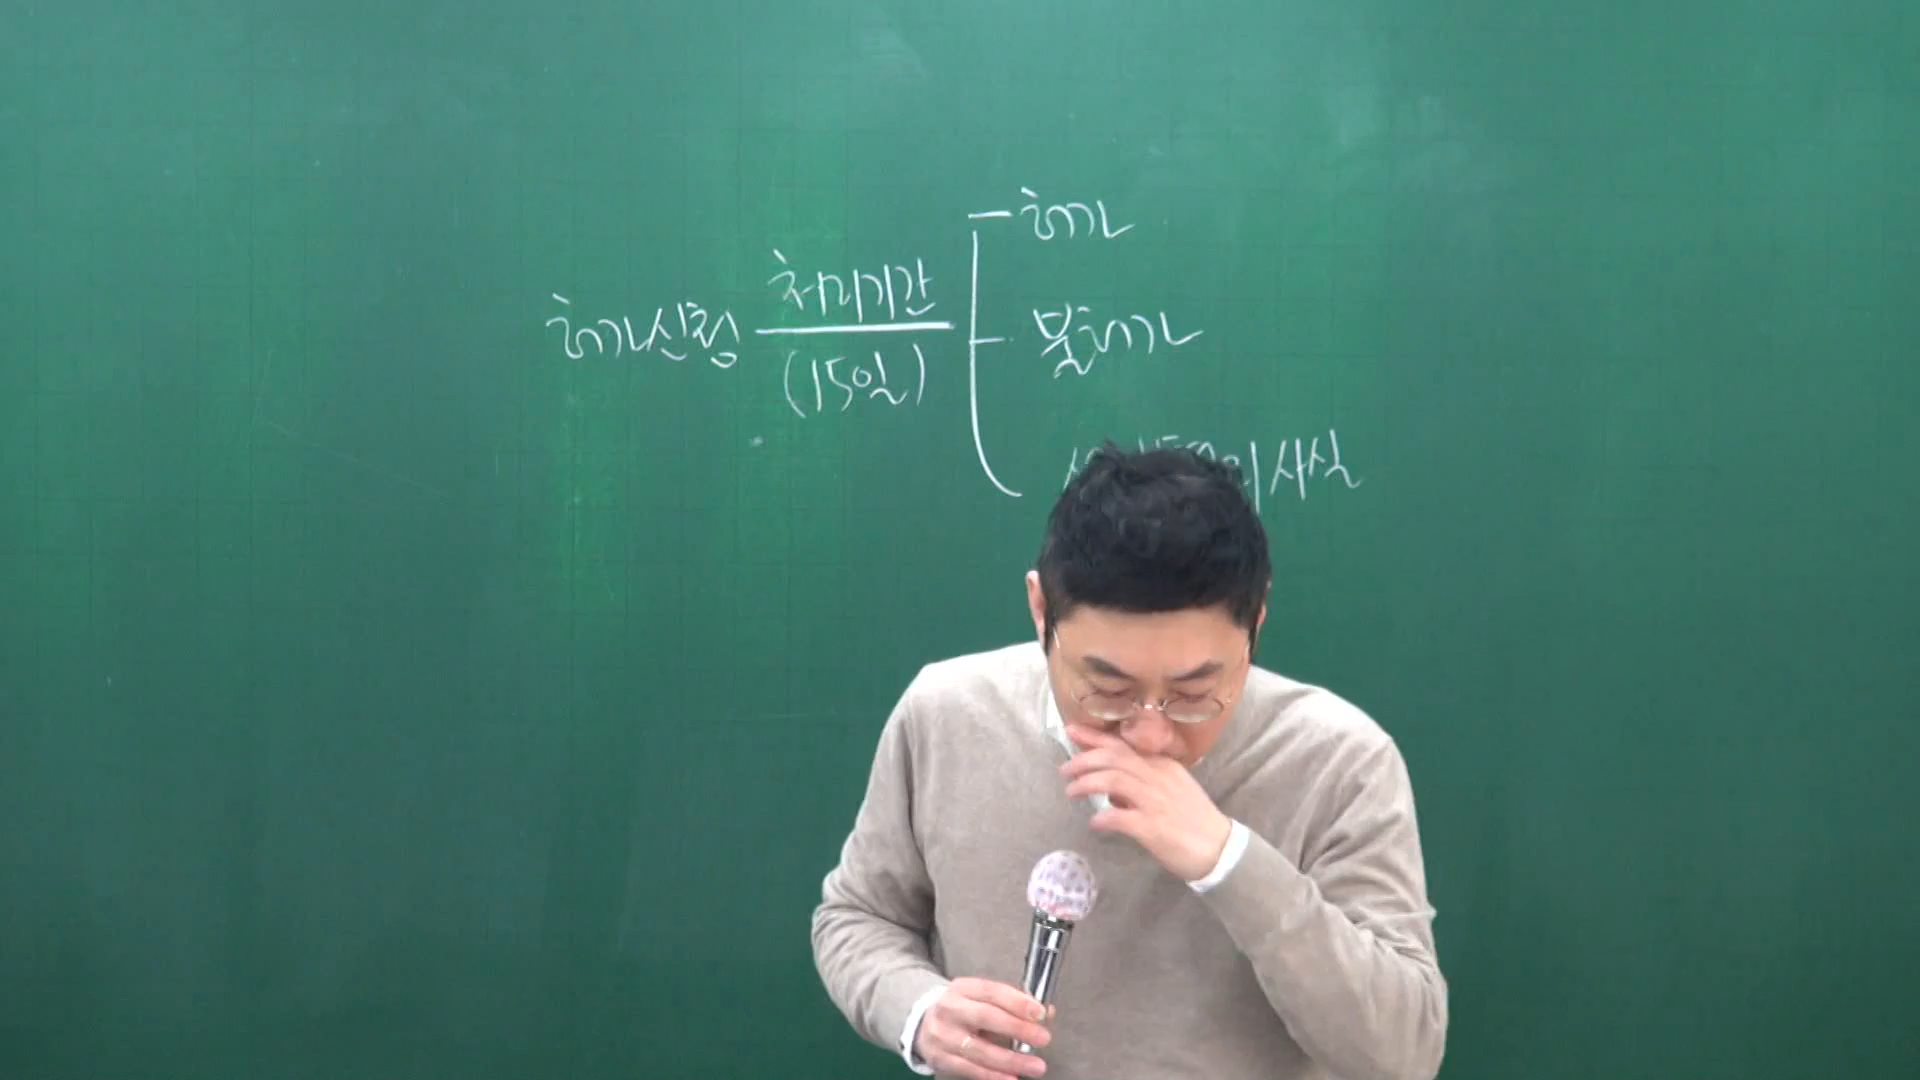 허가
처리기간
허가신청
불허가
(15일)
사실